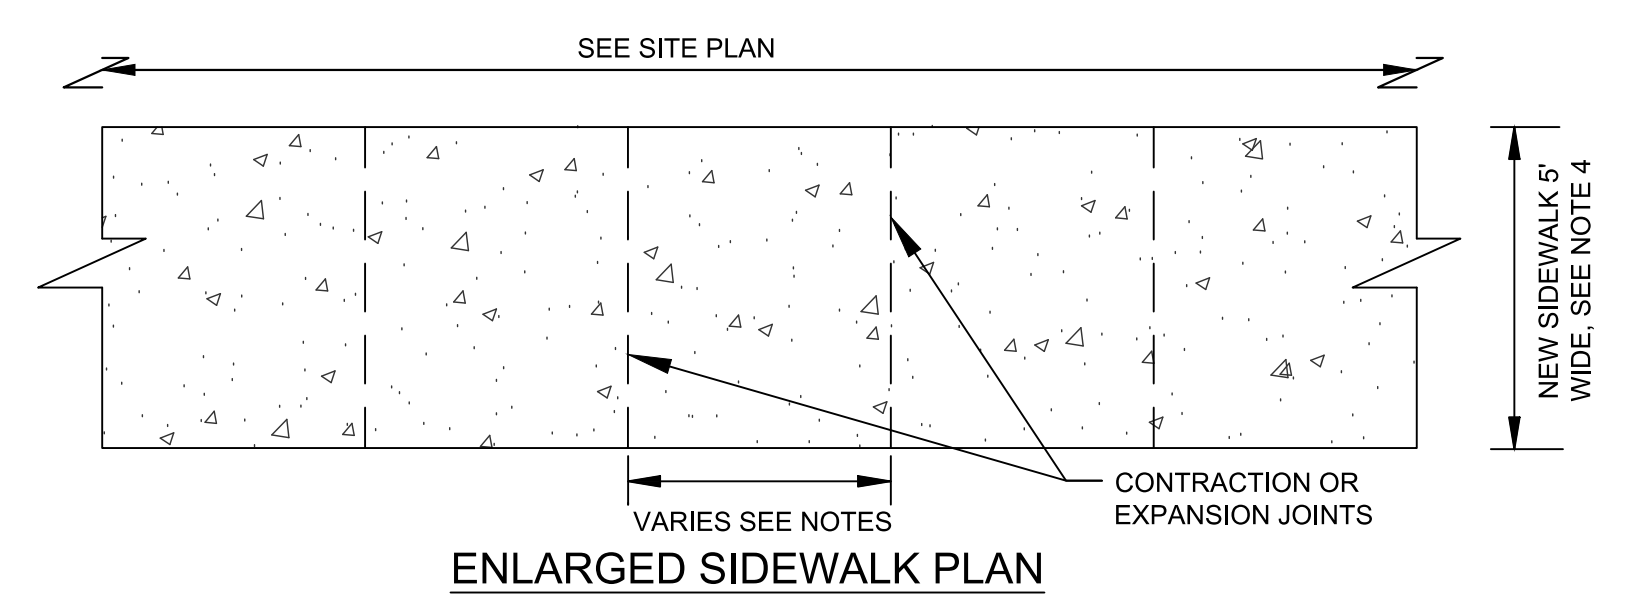 SEE SITE PLAN
NEW SIDEWALK 5'
WIDE, SEE NOTE 4
CONTRACTION OR
EXPANSION JOINTS
VARIES SEE NOTES
ENLARGED SIDEWALK PLAN